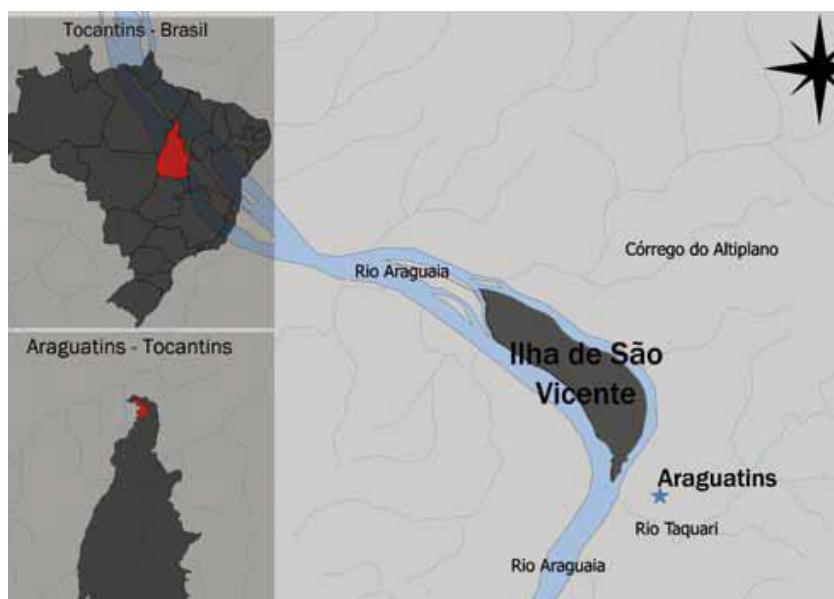 Tocantins - Brasil
Córrego do Altiplano
Rio Araguaia
Araguatins - Tocantins
Ilha de São
Vicente
Araguatins
Rio Taquari
Rio Araguaia